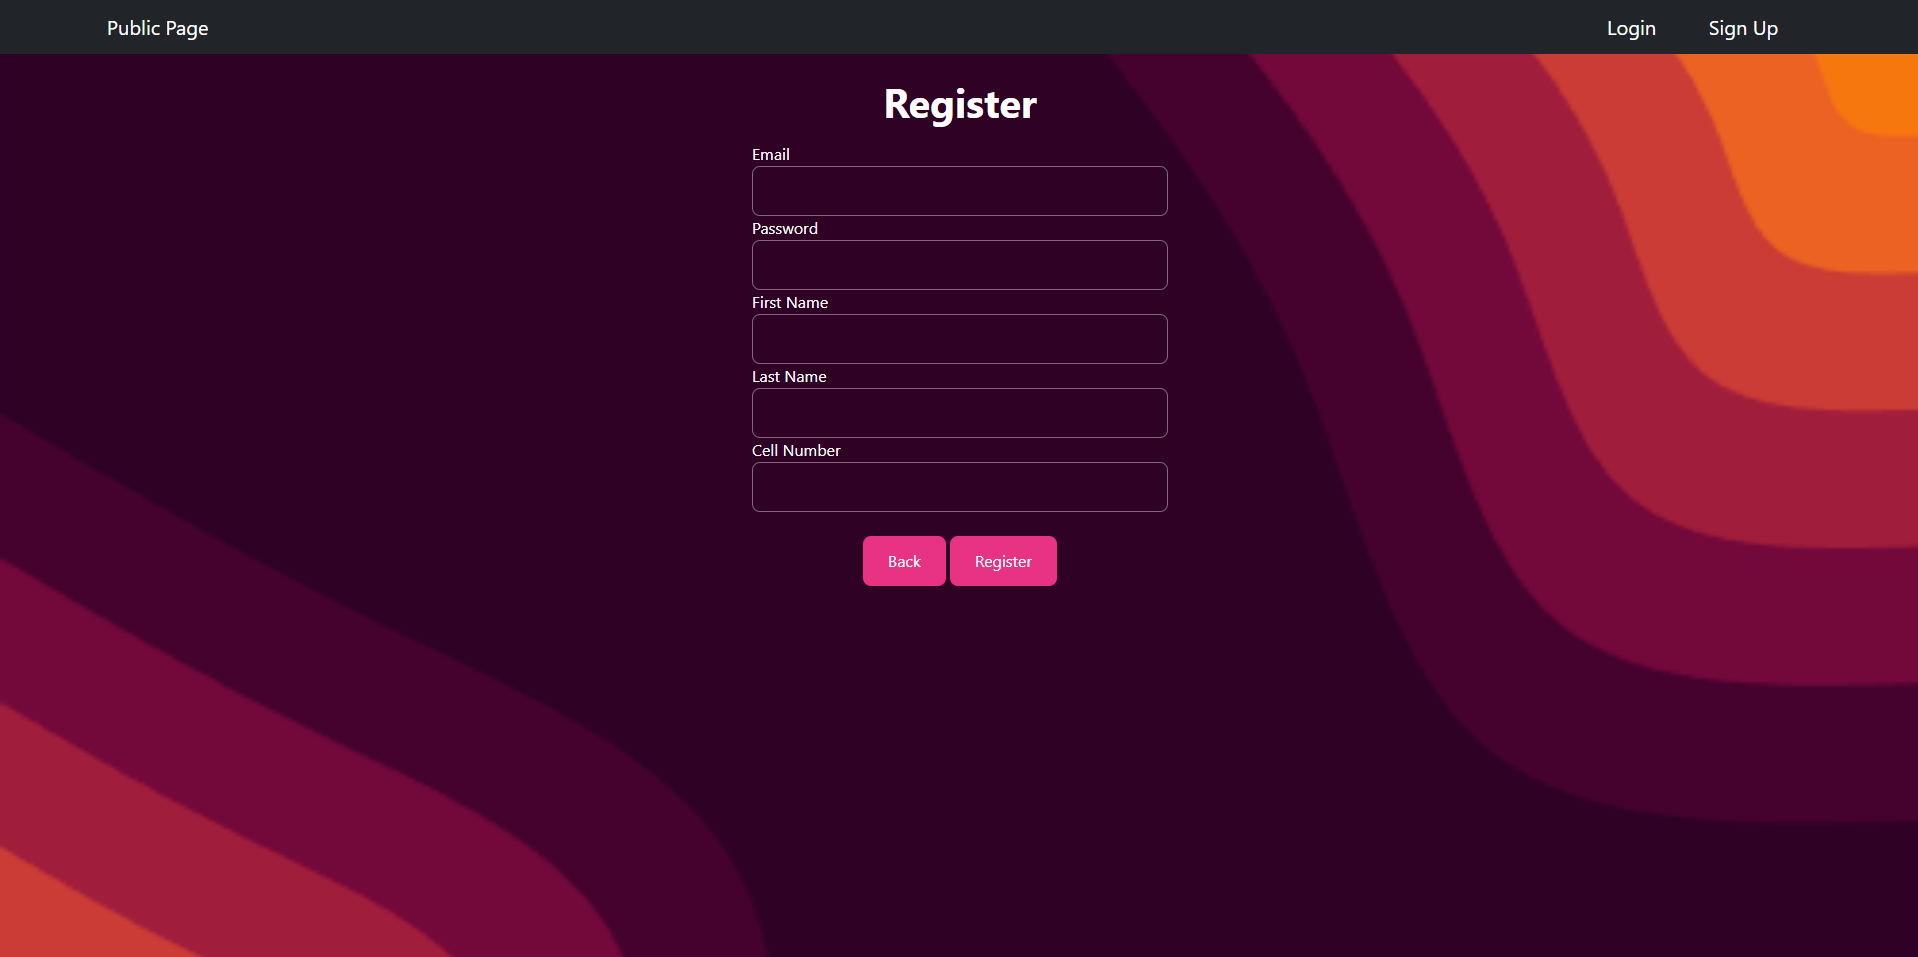 Public Page Login Sign Up
Register
Email
Password
First Name
Last Name
Cell Number
Back Register